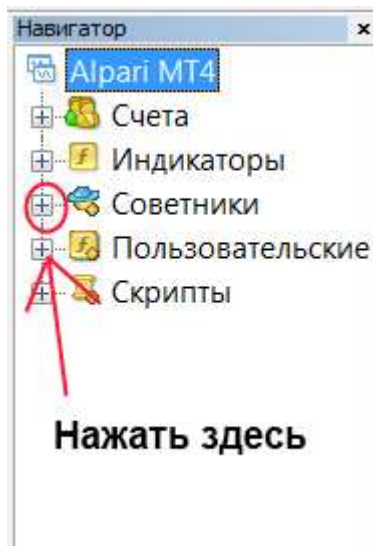 Навигатор
Alpari MT4
Счета
Индикаторы
Советники
Пользовательские
Скрипты
Нажать здесь